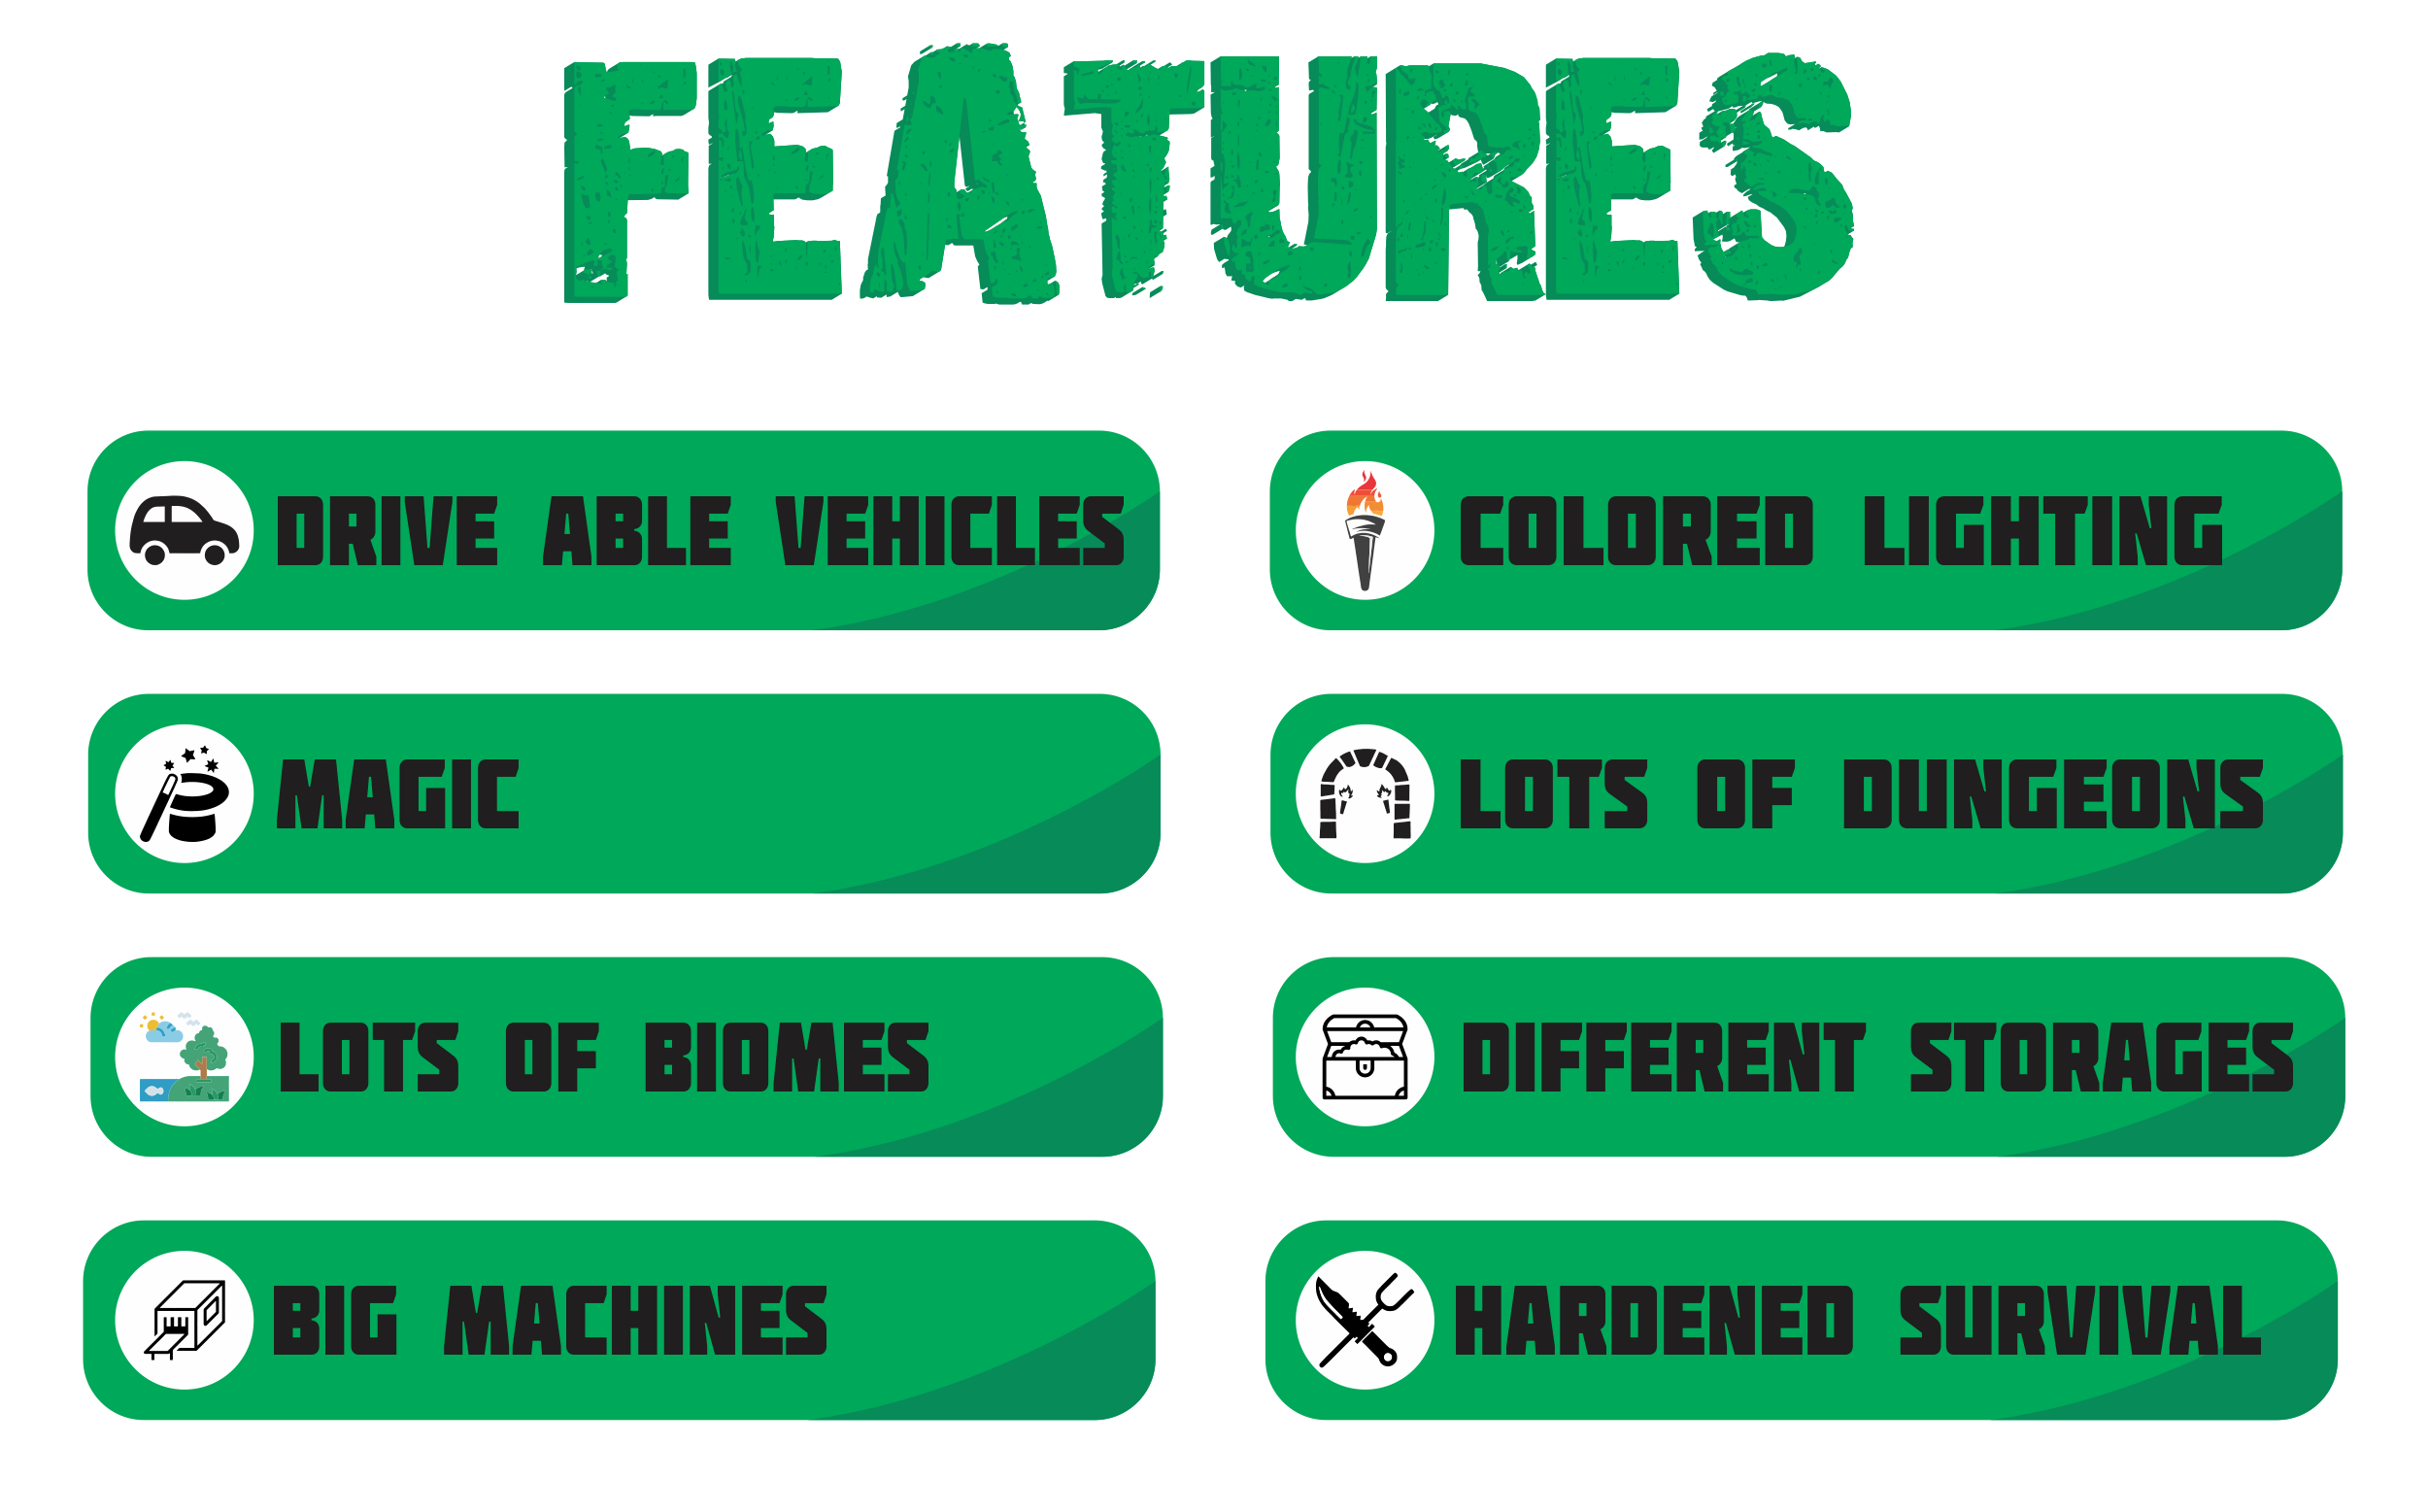 FEATURES
DRIVE ABLE VEHICLES
COLORED LIGHTING
MAGIC
LOTS OF DUNGEONS
LOTS OF BIOMES
DIFFERENT STORAGES
BIG MACHINES
HARDENED SURVIVAL